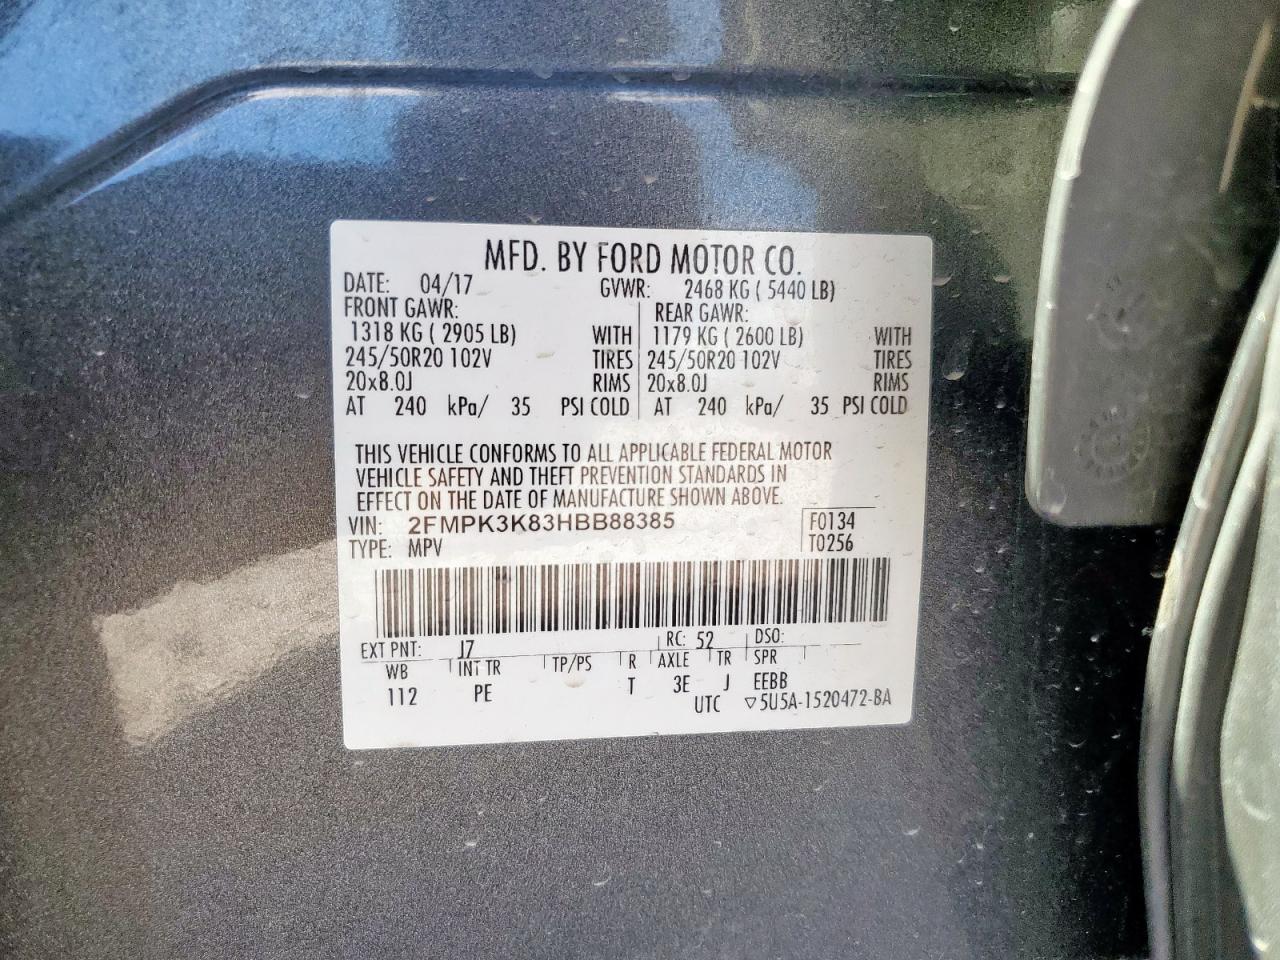 MFD. BY FORD MOTOR CO.
DATE: 04/17 GVWR: 2468 KG ( 5440 LB)
FRONT GAWR: REAR GAWR:
1318 KG ( 2905 LB) WITH 1179 KG ( 2600 LB) WITH
245/50R20 102V TIRES 245/50R20 102V TIRES
20x8.0J RIMS 20x8.0J RIMS
AT 240 kPa/ 35 PSI COLD AT 240 kPa/ 35 PSI COLD
THIS VEHICLE CONFORMS TO ALL APPLICABLE FEDERAL MOTOR
VEHICLE SAFETY AND THEFT PREVENTION STANDARDS IN
EFFECT ON THE DATE OF MANUFACTURE SHOWN ABOVE.
VIN: 2FMPK3K83HBB88385 F0134
TYPE: MPV T0256
EXT PNT: J7 RC: 52 DSO:
WB INT TR TP/PS R AXLE TR SPR
112 PE T 3E J EEBB
UTC ▽5U5A-1520472-BA